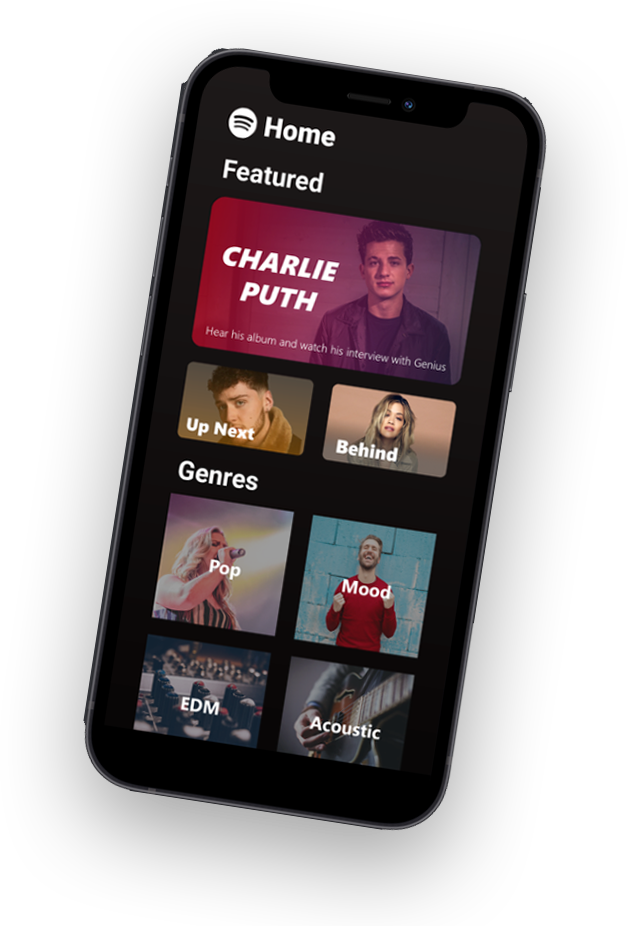 Home
Featured
CHARLIE
PUTH
Hear his album and watch his interview with Genius
Up Next
Behind
Genres
Pop
Mood
EDM
Acoustic